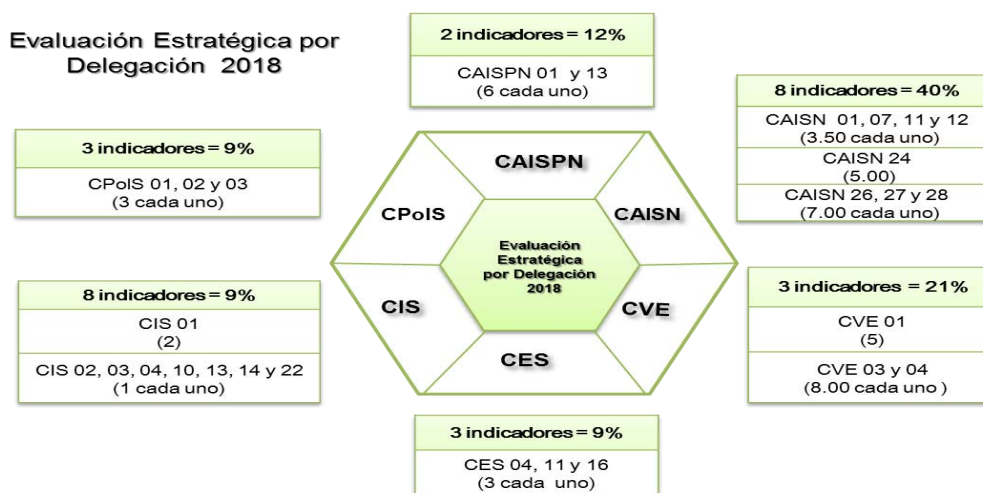 Evaluación Estratégica por
Delegación 2018
2 indicadores = 12%
CAISPN 01 y 13
(6 cada uno)
8 indicadores = 40%
CAISN 01, 07, 11 y 12
(3.50 cada uno)
CAISN 24
(5.00)
CAISN 26, 27 y 28
(7.00 cada uno)
3 indicadores = 9%
CPoIS 01, 02 y 03
(3 cada uno)
CAISPN
CPoIS
CAISN
Evaluación
Estratégica
por Delegación
2018
CIS
CVE
CES
8 indicadores = 9%
CIS 01
(2)
CIS 02, 03, 04, 10, 13, 14 y 22
(1 cada uno)
3 indicadores = 21%
CVE 01
(5)
CVE 03 y 04
(8.00 cada uno )
3 indicadores = 9%
CES 04, 11 y 16
(3 cada uno)